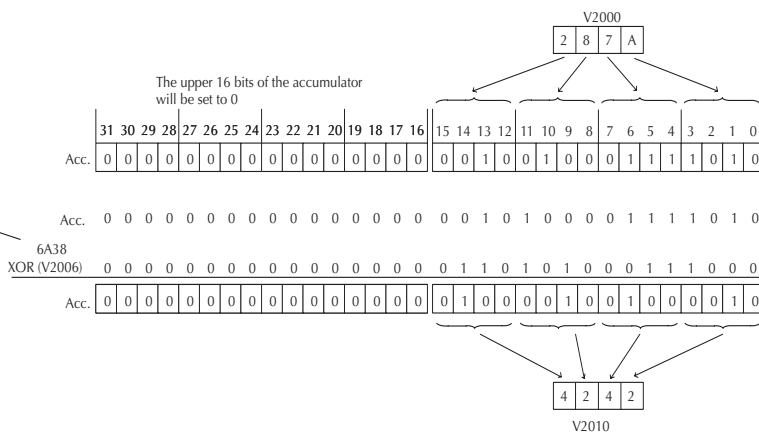 V2000
2 8 7 A
The upper 16 bits of the accumulator
will be set to 0
31 30 29 28 27 26 25 24 23 22 21 20 19 18 17 16 15 14 13 12 11 10 9 8 7 6 5 4 3 2 1 0
Acc. 0 0 0 0 0 0 0 0 0 0 0 0 0 0 0 0 0 0 1 0 0 1 0 0 0 1 1 1 1 0 1 0
Acc. 0 0 0 0 0 0 0 0 0 0 0 0 0 0 0 0 0 0 1 0 1 0 0 0 0 1 1 1 1 0 1 0
6A38
XOR (V2006) 0 0 0 0 0 0 0 0 0 0 0 0 0 0 0 0 0 1 1 0 1 0 1 0 0 0 1 1 1 0 0 0
Acc. 0 0 0 0 0 0 0 0 0 0 0 0 0 0 0 0 0 1 0 0 0 0 1 0 0 1 0 0 0 0 1 0
4 2 4 2
V2010